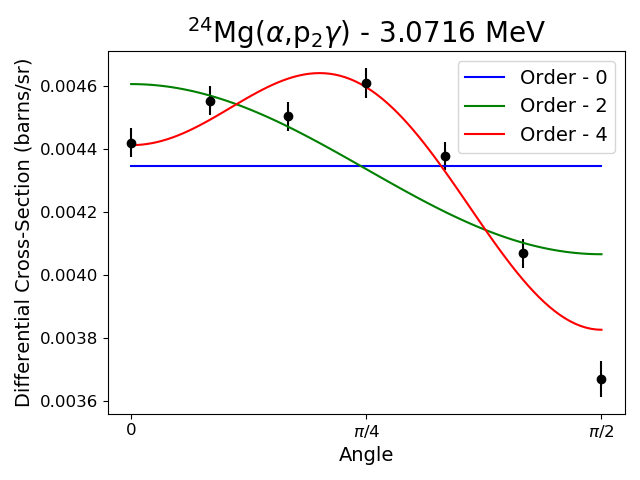 ²⁴Mg(α,p₂γ) - 3.0716 MeV
Differential Cross-Section (barns/sr)
0.0046
0.0044
0.0042
0.0040
0.0038
0.0036
Order - 0
Order - 2
Order - 4
0
π/4
π/2
Angle